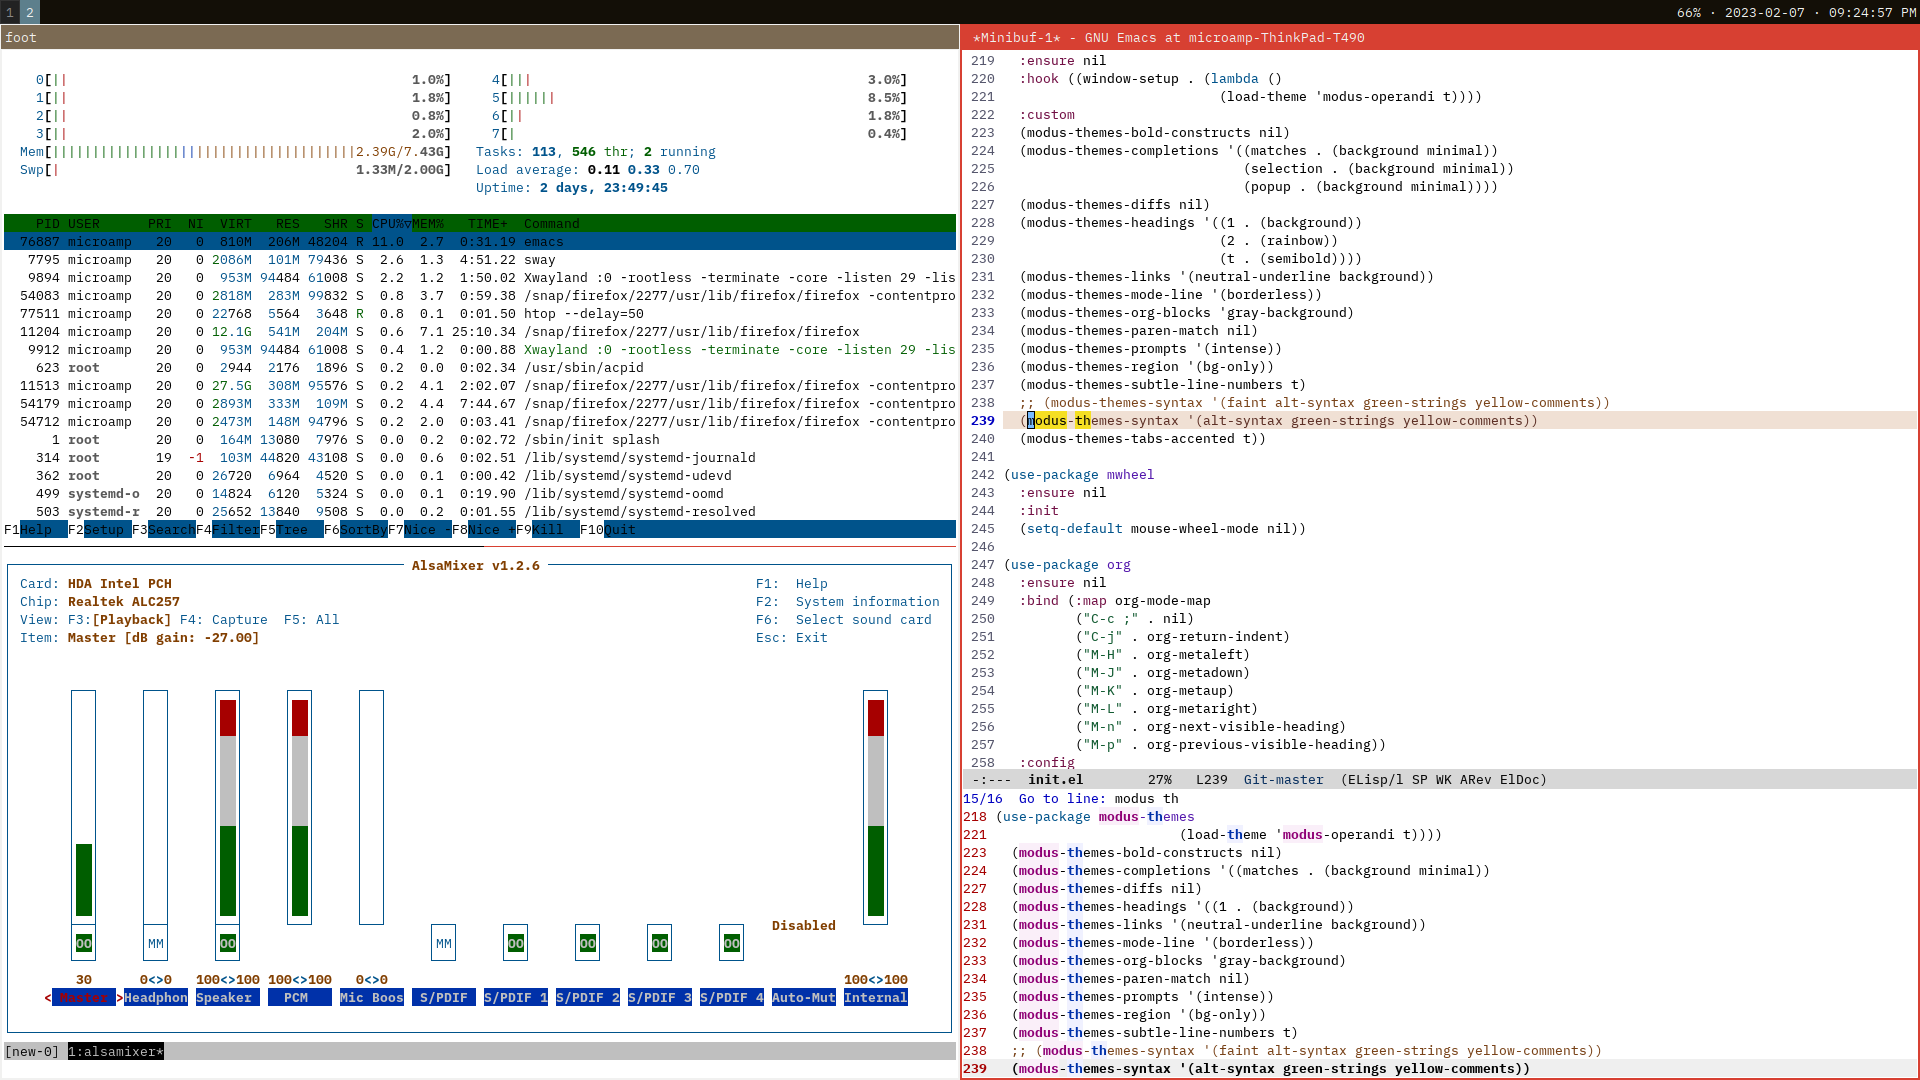 1 2 66% · 2023-02-07 · 09:24:57 PM
foot
0[|| 1.0%] 4[||| 3.0%]
1[|| 1.8%] 5[|||||| 8.5%]
2[|| 0.8%] 6[|| 1.8%]
3[|| 2.0%] 7[| 0.4%]
Mem[||||||||||||||||||||||||||||||||||||||2.39G/7.43G] Tasks: 113, 546 thr; 2 running
Swp[| 1.33M/2.00G] Load average: 0.11 0.33 0.70
Uptime: 2 days, 23:49:45
PID USER PRI NI VIRT RES SHR S CPU%▽MEM% TIME+ Command
76887 microamp 20 0 810M 206M 48204 R 11.0 2.7 0:31.19 emacs
7795 microamp 20 0 2086M 101M 79436 S 2.6 1.3 4:51.22 sway
9894 microamp 20 0 953M 94484 61008 S 2.2 1.2 1:50.02 Xwayland :0 -rootless -terminate -core -listen 29 -lis
54083 microamp 20 0 2818M 283M 99832 S 0.8 3.7 0:59.38 /snap/firefox/2277/usr/lib/firefox/firefox -contentpro
77511 microamp 20 0 22768 5564 3648 R 0.8 0.1 0:01.50 htop --delay=50
11204 microamp 20 0 12.1G 541M 204M S 0.6 7.1 25:10.34 /snap/firefox/2277/usr/lib/firefox/firefox
9912 microamp 20 0 953M 94484 61008 S 0.4 1.2 0:00.88 Xwayland :0 -rootless -terminate -core -listen 29 -lis
623 root 20 0 2944 2176 1896 S 0.2 0.0 0:02.34 /usr/sbin/acpid
11513 microamp 20 0 27.5G 308M 95576 S 0.2 4.1 2:02.07 /snap/firefox/2277/usr/lib/firefox/firefox -contentpro
54179 microamp 20 0 2893M 333M 109M S 0.2 4.4 7:44.67 /snap/firefox/2277/usr/lib/firefox/firefox -contentpro
54712 microamp 20 0 2473M 148M 94796 S 0.2 2.0 0:03.41 /snap/firefox/2277/usr/lib/firefox/firefox -contentpro
1 root 20 0 164M 13080 7976 S 0.0 0.2 0:02.72 /sbin/init splash
314 root 19 -1 103M 44820 43108 S 0.0 0.6 0:02.51 /lib/systemd/systemd-journald
362 root 20 0 26720 6964 4520 S 0.0 0.1 0:00.42 /lib/systemd/systemd-udevd
499 systemd-o 20 0 14824 6120 5324 S 0.0 0.1 0:19.90 /lib/systemd/systemd-oomd
503 systemd-r 20 0 25652 13840 9508 S 0.0 0.2 0:01.55 /lib/systemd/systemd-resolved
F1Help F2Setup F3SearchF4FilterF5Tree F6SortByF7Nice -F8Nice +F9Kill F10Quit
AlsaMixer v1.2.6
Card: HDA Intel PCH F1: Help
Chip: Realtek ALC257 F2: System information
View: F3:[Playback] F4: Capture F5: All F6: Select sound card
Item: Master [dB gain: -27.00] Esc: Exit
Disabled
OO MM OO MM OO OO OO OO
30 0<>0 100<>100 100<>100 0<>0 100<>100
< Master > Headphon Speaker PCM Mic Boos S/PDIF S/PDIF 1 S/PDIF 2 S/PDIF 3 S/PDIF 4 Auto-Mut Internal
[new-0] 1:alsamixer*
*Minibuf-1* - GNU Emacs at microamp-ThinkPad-T490
219 :ensure nil
220 :hook ((window-setup . (lambda ()
221 (load-theme 'modus-operandi t))))
222 :custom
223 (modus-themes-bold-constructs nil)
224 (modus-themes-completions '((matches . (background minimal))
225 (selection . (background minimal))
226 (popup . (background minimal))))
227 (modus-themes-diffs nil)
228 (modus-themes-headings '((1 . (background))
229 (2 . (rainbow))
230 (t . (semibold))))
231 (modus-themes-links '(neutral-underline background))
232 (modus-themes-mode-line '(borderless))
233 (modus-themes-org-blocks 'gray-background)
234 (modus-themes-paren-match nil)
235 (modus-themes-prompts '(intense))
236 (modus-themes-region '(bg-only))
237 (modus-themes-subtle-line-numbers t)
238 ;; (modus-themes-syntax '(faint alt-syntax green-strings yellow-comments))
239 (modus-themes-syntax '(alt-syntax green-strings yellow-comments))
240 (modus-themes-tabs-accented t))
241
242 (use-package mwheel
243 :ensure nil
244 :init
245 (setq-default mouse-wheel-mode nil))
246
247 (use-package org
248 :ensure nil
249 :bind (:map org-mode-map
250 ("C-c ;" . nil)
251 ("C-j" . org-return-indent)
252 ("M-H" . org-metaleft)
253 ("M-J" . org-metadown)
254 ("M-K" . org-metaup)
255 ("M-L" . org-metaright)
256 ("M-n" . org-next-visible-heading)
257 ("M-p" . org-previous-visible-heading))
258 :config
-:--- init.el 27% L239 Git-master (ELisp/l SP WK ARev ElDoc)
15/16 Go to line: modus th
218 (use-package modus-themes
221 (load-theme 'modus-operandi t))))
223 (modus-themes-bold-constructs nil)
224 (modus-themes-completions '((matches . (background minimal))
227 (modus-themes-diffs nil)
228 (modus-themes-headings '((1 . (background))
231 (modus-themes-links '(neutral-underline background))
232 (modus-themes-mode-line '(borderless))
233 (modus-themes-org-blocks 'gray-background)
234 (modus-themes-paren-match nil)
235 (modus-themes-prompts '(intense))
236 (modus-themes-region '(bg-only))
237 (modus-themes-subtle-line-numbers t)
238 ;; (modus-themes-syntax '(faint alt-syntax green-strings yellow-comments))
239 (modus-themes-syntax '(alt-syntax green-strings yellow-comments))